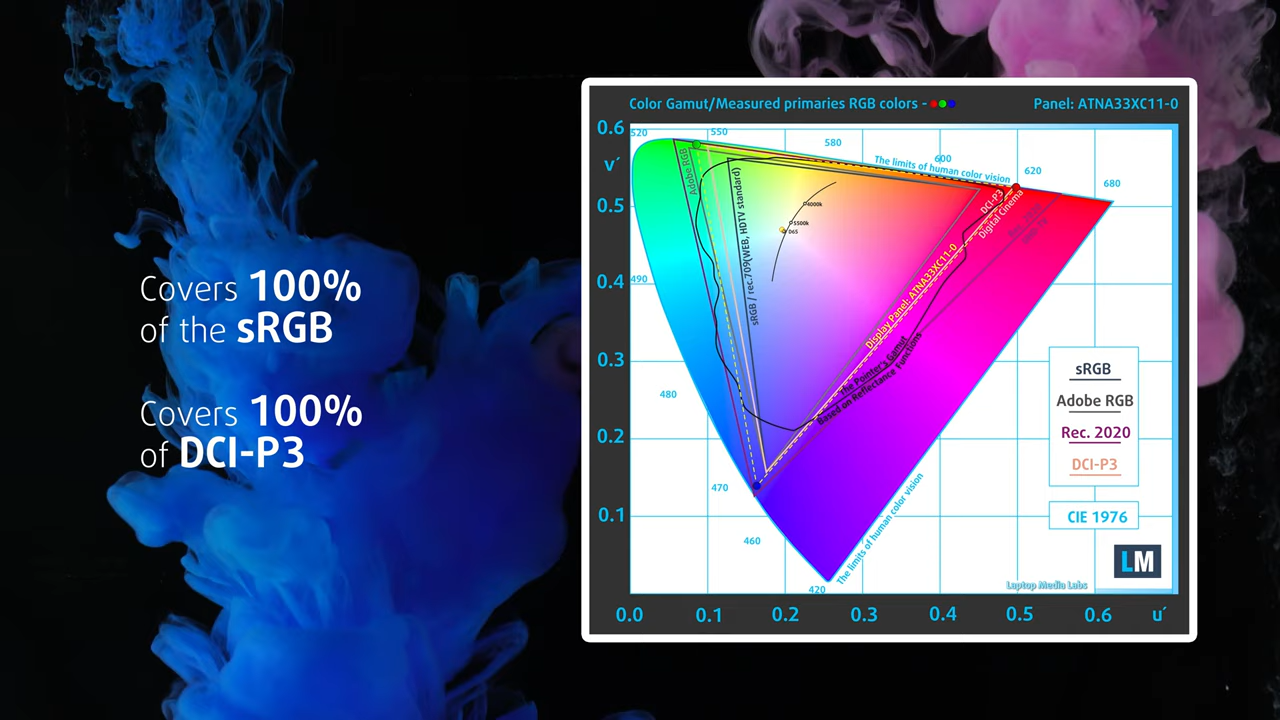 Covers 100%
of the sRGB
Covers 100%
of DCI-P3
Color Gamut/Measured primaries RGB colors -
Panel: ATNA33XC11-0
0.6
v´
0.5
0.4
0.3
0.2
0.1
0.0
0.1
0.2
0.3
0.4
0.5
0.6
u´
520
550
580
600
620
680
490
480
470
460
420
The limits of human color vision
Adobe RGB
sRGB / rec.709(WEB, HDTV standard)
4000k
5500k
D65
DCI-P3
Digital Cinema
Rec. 2020
Display Panel: ATNA33XC11-0
The Pointer's Gamut
Based on Reflectance Functions
The limits of human color vision
sRGB
Adobe RGB
Rec. 2020
DCI-P3
CIE 1976
LM
Laptop Media Labs